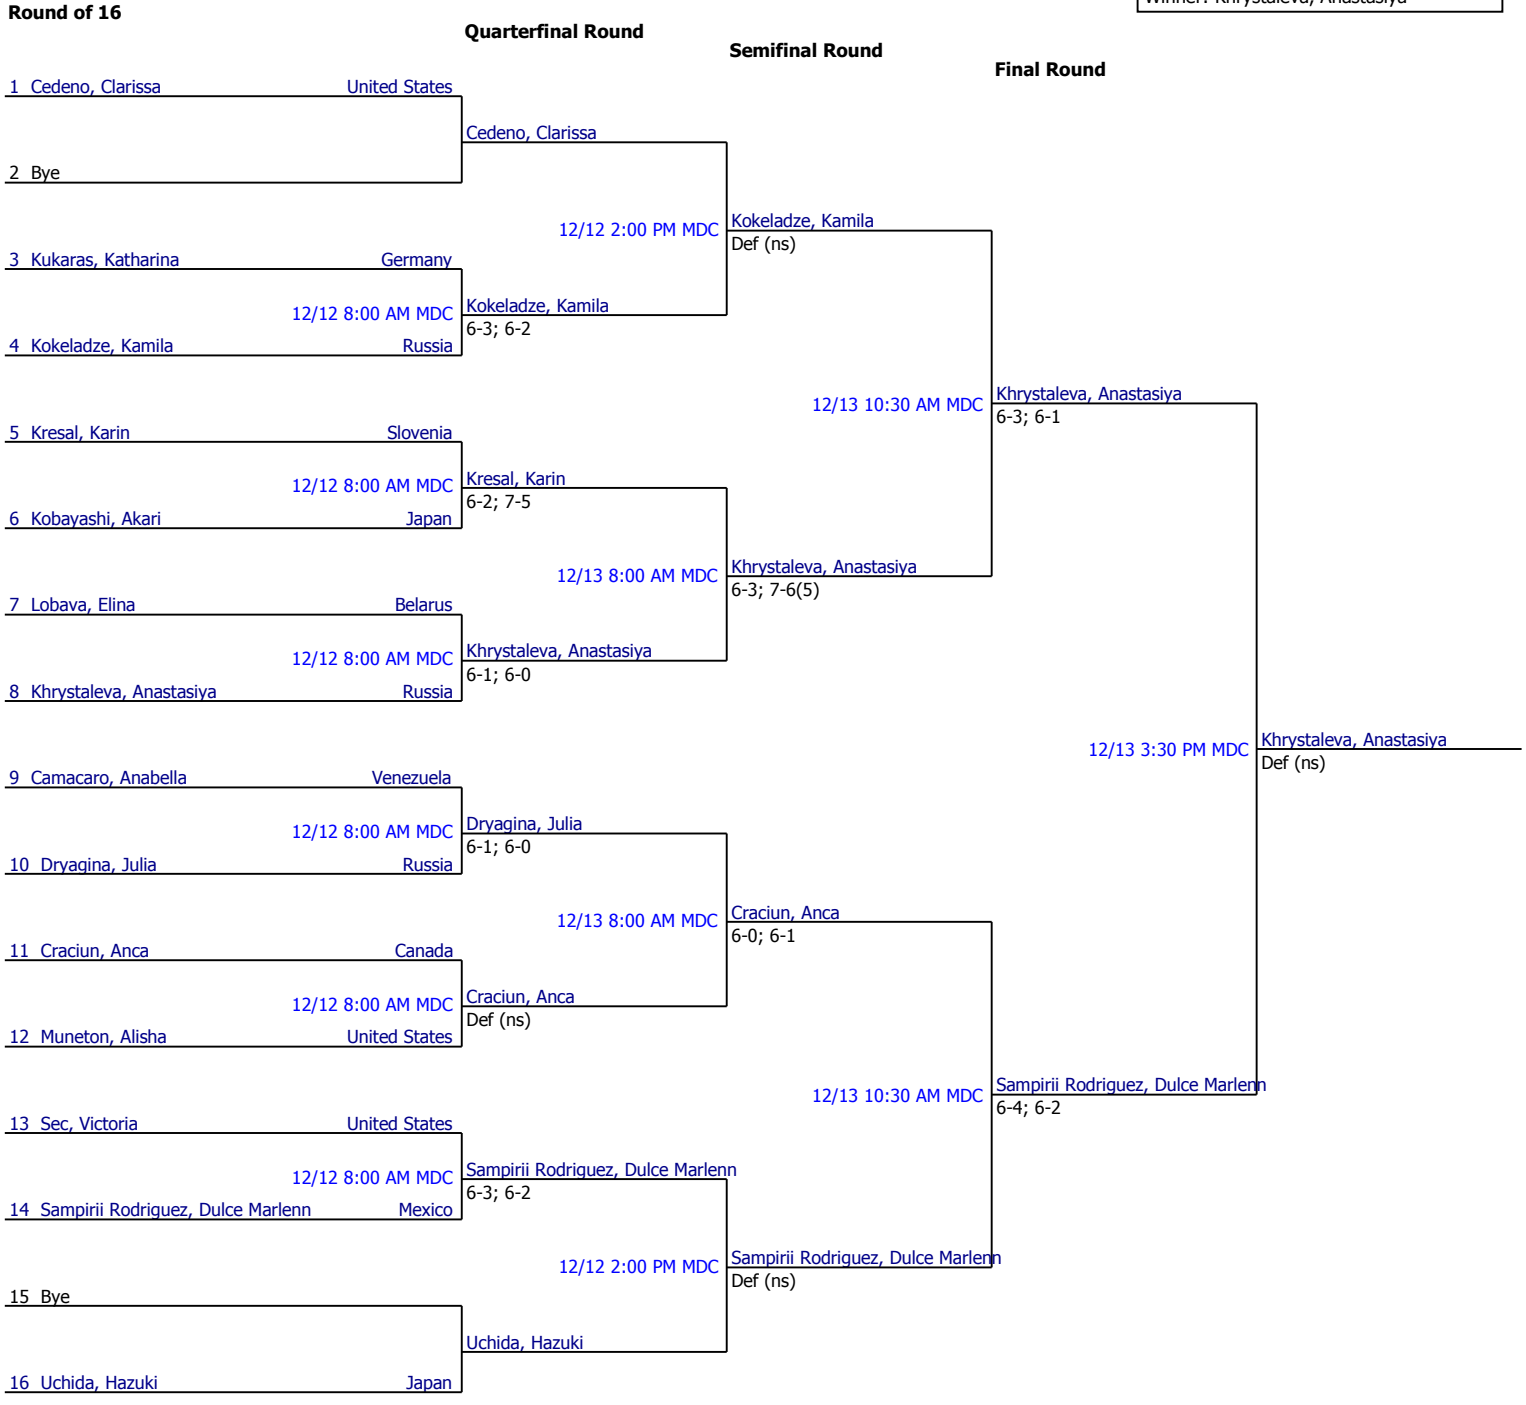 Winner: Khrystaleva, Anastasiya
Round of 16
Quarterfinal Round
Semifinal Round
Final Round
1 Cedeno, Clarissa United States
Cedeno, Clarissa
2 Bye
12/12 2:00 PM MDC Kokeladze, Kamila
Def (ns)
3 Kukaras, Katharina Germany
12/12 8:00 AM MDC Kokeladze, Kamila
6-3; 6-2
4 Kokeladze, Kamila Russia
12/13 10:30 AM MDC Khrystaleva, Anastasiya
6-3; 6-1
5 Kresal, Karin Slovenia
12/12 8:00 AM MDC Kresal, Karin
6-2; 7-5
6 Kobayashi, Akari Japan
12/13 8:00 AM MDC Khrystaleva, Anastasiya
6-3; 7-6(5)
7 Lobava, Elina Belarus
12/12 8:00 AM MDC Khrystaleva, Anastasiya
6-1; 6-0
8 Khrystaleva, Anastasiya Russia
12/13 3:30 PM MDC Khrystaleva, Anastasiya
Def (ns)
9 Camacaro, Anabella Venezuela
12/12 8:00 AM MDC Dryagina, Julia
6-1; 6-0
10 Dryagina, Julia Russia
12/13 8:00 AM MDC Craciun, Anca
6-0; 6-1
11 Craciun, Anca Canada
12/12 8:00 AM MDC Craciun, Anca
Def (ns)
12 Muneton, Alisha United States
12/13 10:30 AM MDC Sampirii Rodriguez, Dulce Marlenn
6-4; 6-2
13 Sec, Victoria United States
12/12 8:00 AM MDC Sampirii Rodriguez, Dulce Marlenn
6-3; 6-2
14 Sampirii Rodriguez, Dulce Marlenn Mexico
12/12 2:00 PM MDC Sampirii Rodriguez, Dulce Marlenn
Def (ns)
15 Bye
Uchida, Hazuki
16 Uchida, Hazuki Japan